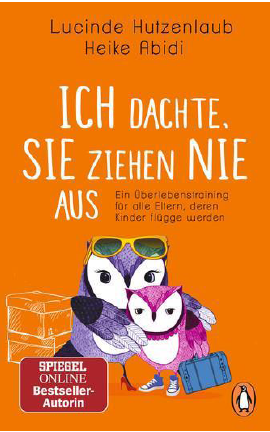 Lucinde Hutzenlaub
Heike Abidi
ICH DACHTE,
SIE ZIEHEN NIE
AUS
Ein Überlebenstraining
für alle Eltern, deren
Kinder flügge werden
SPIEGEL
ONLINE
Bestseller-
Autorin